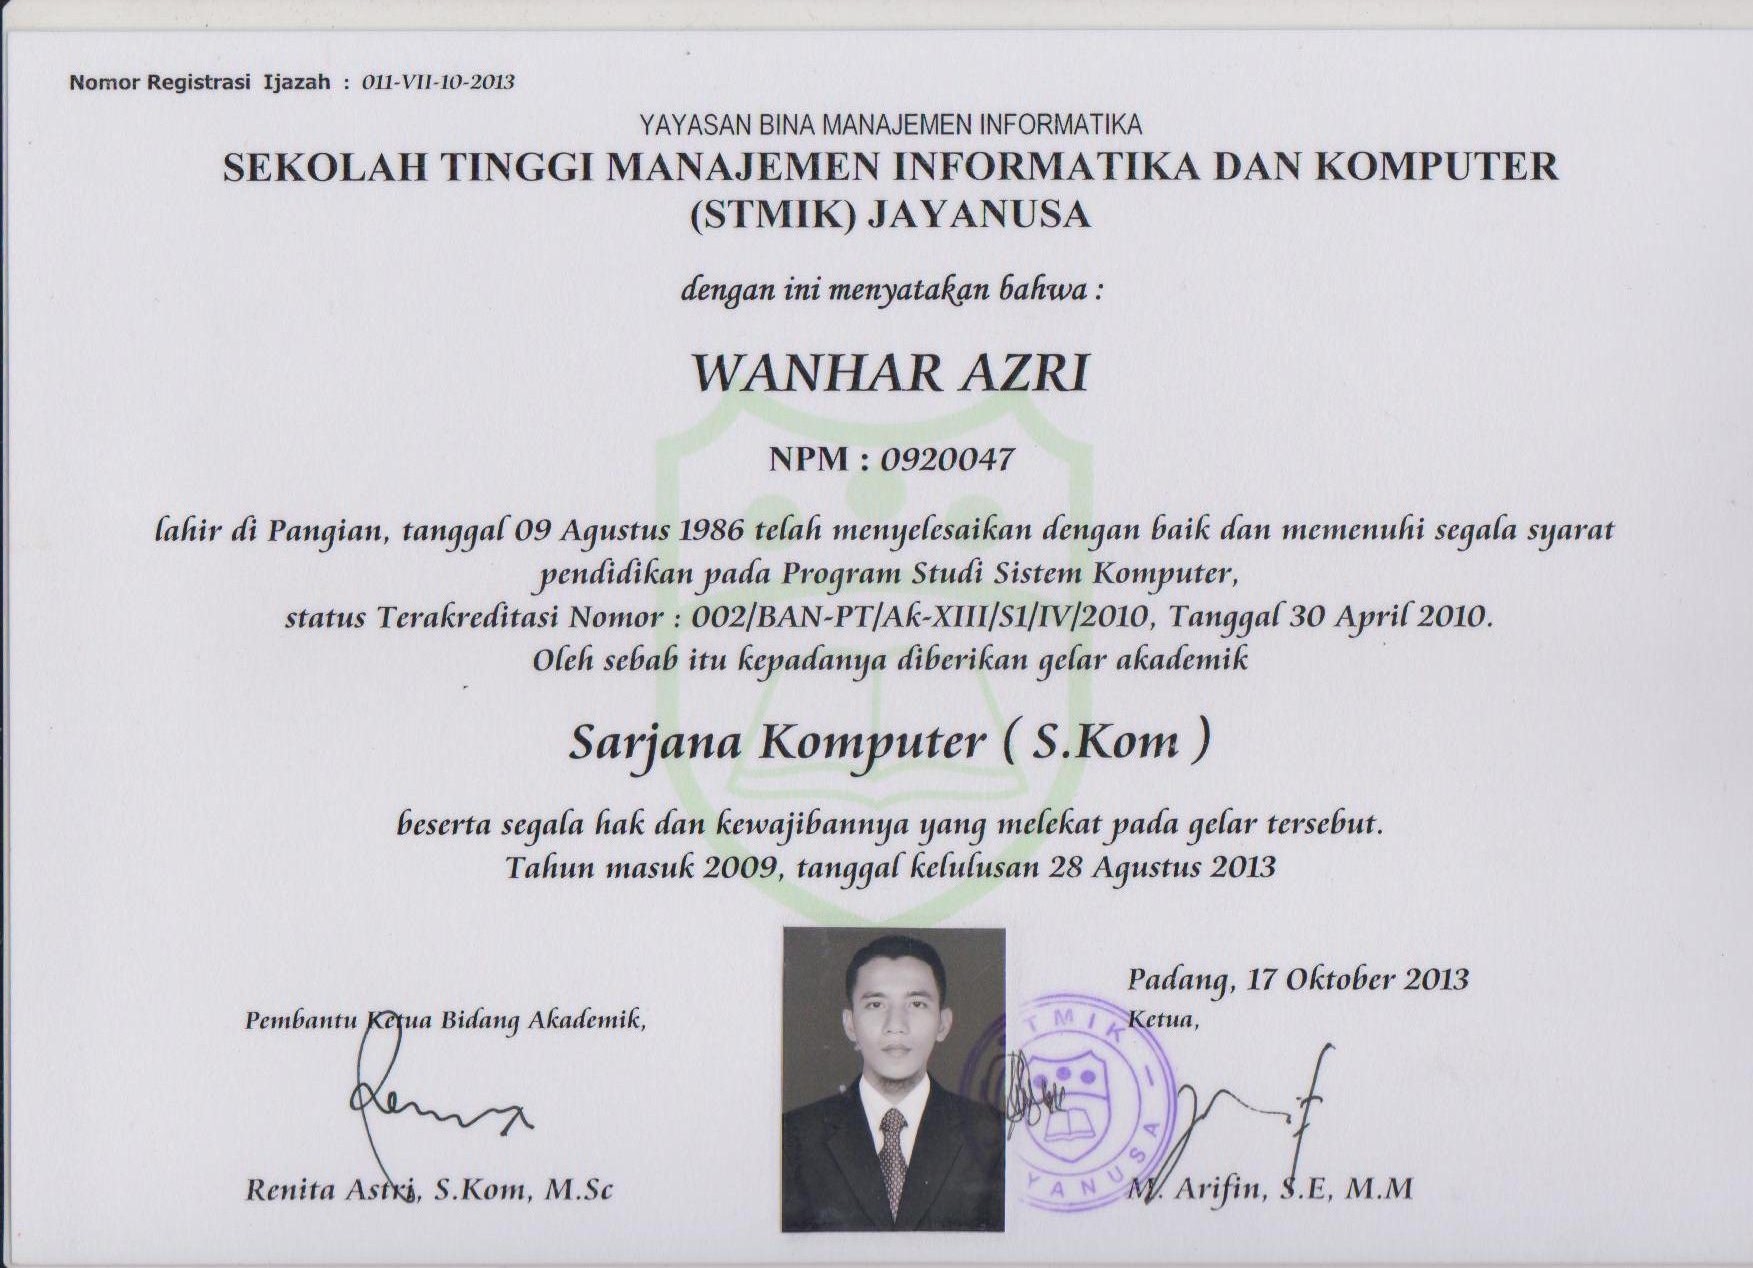 Nomor Registrasi Ijazah : 011-VII-10-2013
YAYASAN BINA MANAJEMEN INFORMATIKA
SEKOLAH TINGGI MANAJEMEN INFORMATIKA DAN KOMPUTER
(STMIK) JAYANUSA
dengan ini menyatakan bahwa :
WANHAR AZRI
NPM : 0920047
lahir di Pangian, tanggal 09 Agustus 1986 telah menyelesaikan dengan baik dan memenuhi segala syarat
pendidikan pada Program Studi Sistem Komputer,
status Terakreditasi Nomor : 002/BAN-PT/Ak-XIII/S1/IV/2010, Tanggal 30 April 2010.
Oleh sebab itu kepadanya diberikan gelar akademik
Sarjana Komputer ( S.Kom )
beserta segala hak dan kewajibannya yang melekat pada gelar tersebut.
Tahun masuk 2009, tanggal kelulusan 28 Agustus 2013
Padang, 17 Oktober 2013
Pembantu Ketua Bidang Akademik,
Ketua,
TMIK
YANUSA
Renita Astri, S.Kom, M.Sc
M. Arifin, S.E, M.M